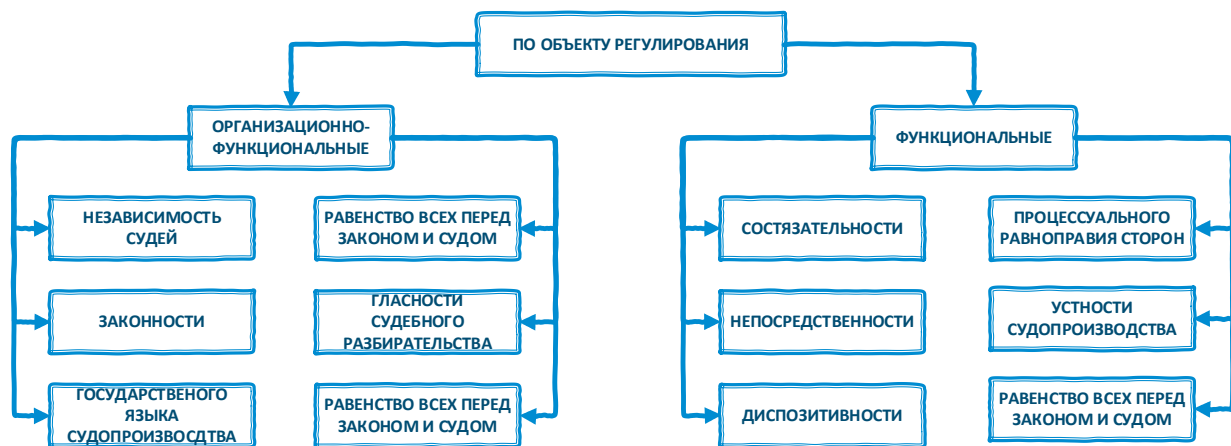 ПО ОБЪЕКТУ РЕГУЛИРОВАНИЯ
ОРГАНИЗАЦИОННО-
ФУНКЦИОНАЛЬНЫЕ
ФУНКЦИОНАЛЬНЫЕ
НЕЗАВИСИМОСТЬ
СУДЕЙ
РАВЕНСТВО ВСЕХ ПЕРЕД
ЗАКОНОМ И СУДОМ
СОСТЯЗАТЕЛЬНОСТИ
ПРОЦЕССУАЛЬНОГО
РАВНОПРАВИЯ СТОРОН
ЗАКОННОСТИ
ГЛАСНОСТИ
СУДЕБНОГО
РАЗБИРАТЕЛЬСТВА
НЕПОСРЕДСТВЕННОСТИ
УСТНОСТИ
СУДОПРОИЗВОДСТВА
ГОСУДАРСТВЕНОГО
ЯЗЫКА
СУДОПРОИЗВОСДТВА
РАВЕНСТВО ВСЕХ ПЕРЕД
ЗАКОНОМ И СУДОМ
ДИСПОЗИТИВНОСТИ
РАВЕНСТВО ВСЕХ ПЕРЕД
ЗАКОНОМ И СУДОМ